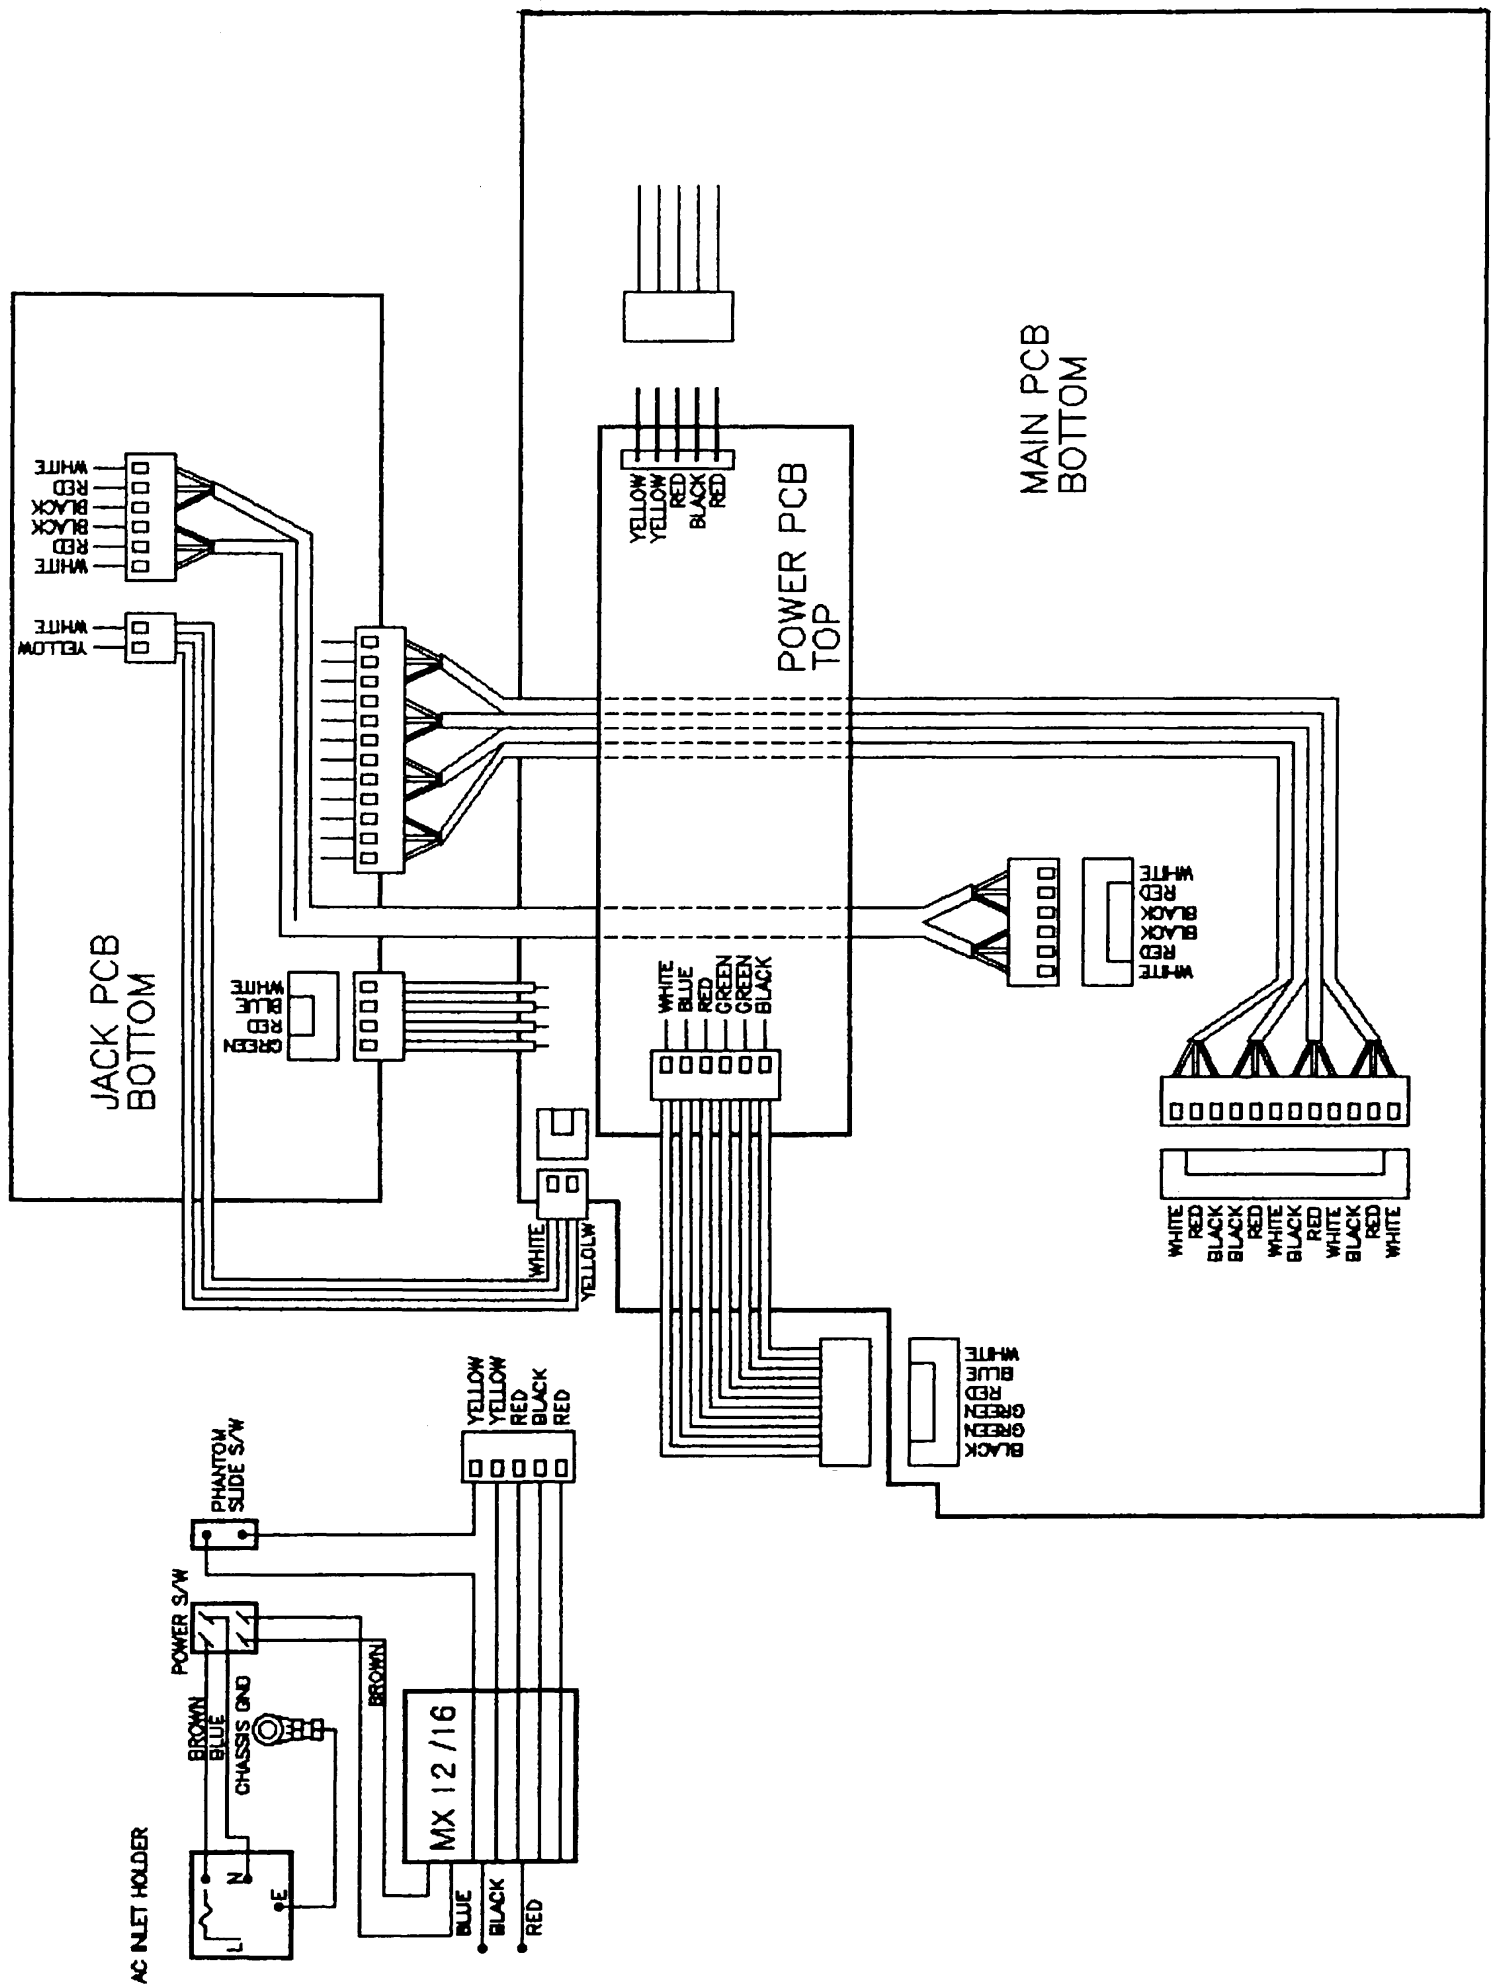 WHITE
RED
BLACK
BLACK
RED
WHITE
WHITE
YELLOW
JACK PCB
BOTTOM
WHITE
BLUE
RED
GREEN
MAIN PCB
BOTTOM
YELLOW
YELLOW
RED
BLACK
RED
POWER PCB
TOP
WHITE
BLUE
RED
GREEN
GREEN
BLACK
WHITE
RED
BLACK
BLACK
RED
WHITE
WHITE
RED
BLACK
BLACK
RED
WHITE
BLACK
RED
WHITE
BLACK
RED
WHITE
WHITE
YELLOLW
WHITE
BLUE
RED
GREEN
GREEN
BLACK
YELLOW
YELLOW
RED
BLACK
RED
PHANTOM
SLIDE S/W
POWER S/W
BROWN
BLUE
CHASSIS GND
BROWN
MX 12 /16
AC INLET HOLDER
L
N
E
BLUE
BLACK
RED